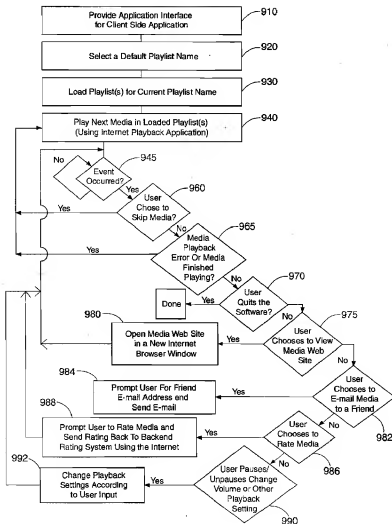 Provide Application Interface
for Client Side Application
910
Select a Default Playlist Name
920
Load Playlist(s) for Current Playlist Name
930
Play Next Media in Loaded Playlist(s)
(Using Internet Playback Application)
940
No
Event
Occurred?
945
Yes
User
Chose to
Skip Media?
960
Yes
No
Media
Playback
Error Or Media
Finished
Playing?
965
Yes
No
User
Quits the
Software?
970
Done
Yes
No
User
Chooses to View
Media Web
Site
975
980
Open Media Web Site
in a New Internet
Browser Window
Yes
No
User
Chooses to
E-mail Media
to a Friend
982
984
Prompt User For Friend
E-mail Address and
Send E-mail
Yes
No
988
Prompt User to Rate Media and
Send Rating Back To Backend
Rating System Using the Internet
Yes
User
Chooses to
Rate Media
986
No
992
Change Playback
Settings According
to User Input
Yes
User Pauses/
Unpauses Change
Volume or Other
Playback
Setting
990